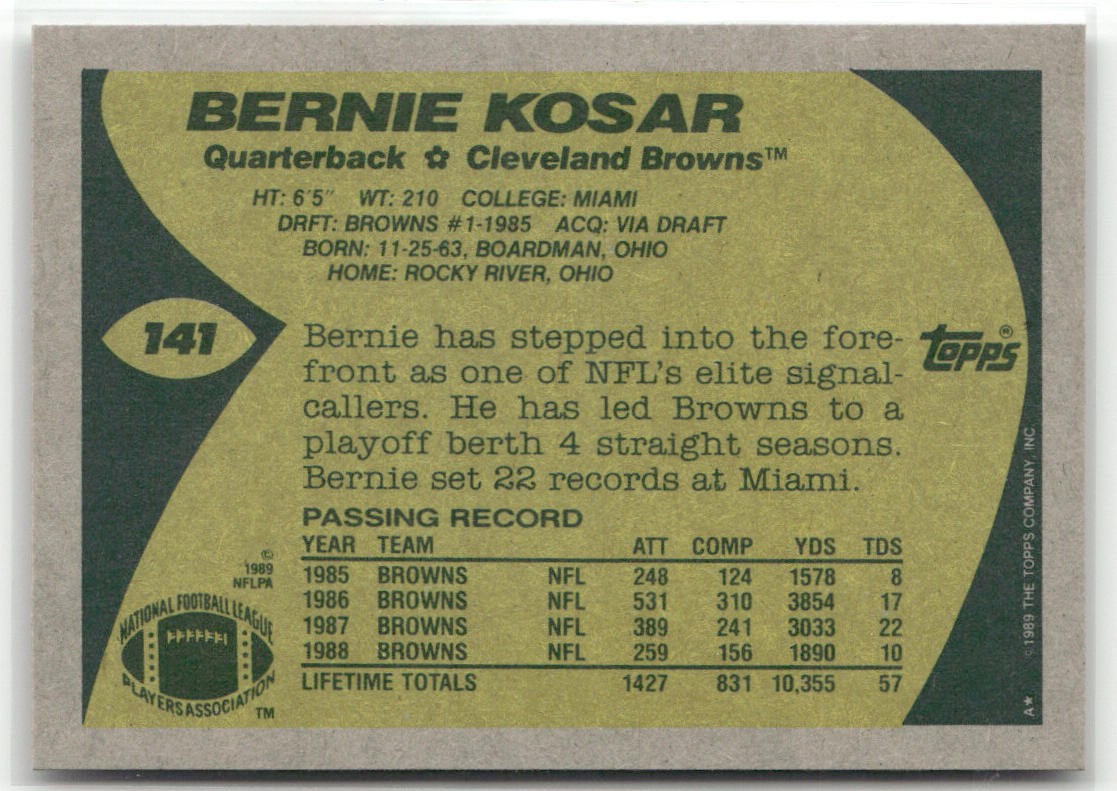 BERNIE KOSAR
Quarterback ✿ Cleveland Browns™
HT: 6'5" WT: 210 COLLEGE: MIAMI
DRFT: BROWNS #1-1985 ACQ: VIA DRAFT
BORN: 11-25-63, BOARDMAN, OHIO
HOME: ROCKY RIVER, OHIO
141
Bernie has stepped into the fore-
front as one of NFL's elite signal-
callers. He has led Browns to a
playoff berth 4 straight seasons.
Bernie set 22 records at Miami.
topps®
PASSING RECORD
YEAR TEAM ATT COMP YDS TDS
1985 BROWNS NFL 248 124 1578 8
1986 BROWNS NFL 531 310 3854 17
1987 BROWNS NFL 389 241 3033 22
1988 BROWNS NFL 259 156 1890 10
LIFETIME TOTALS 1427 831 10,355 57
©
1989
NFLPA
NATIONAL FOOTBALL LEAGUE
PLAYERS ASSOCIATION
TM
©1989 THE TOPPS COMPANY, INC.
A*